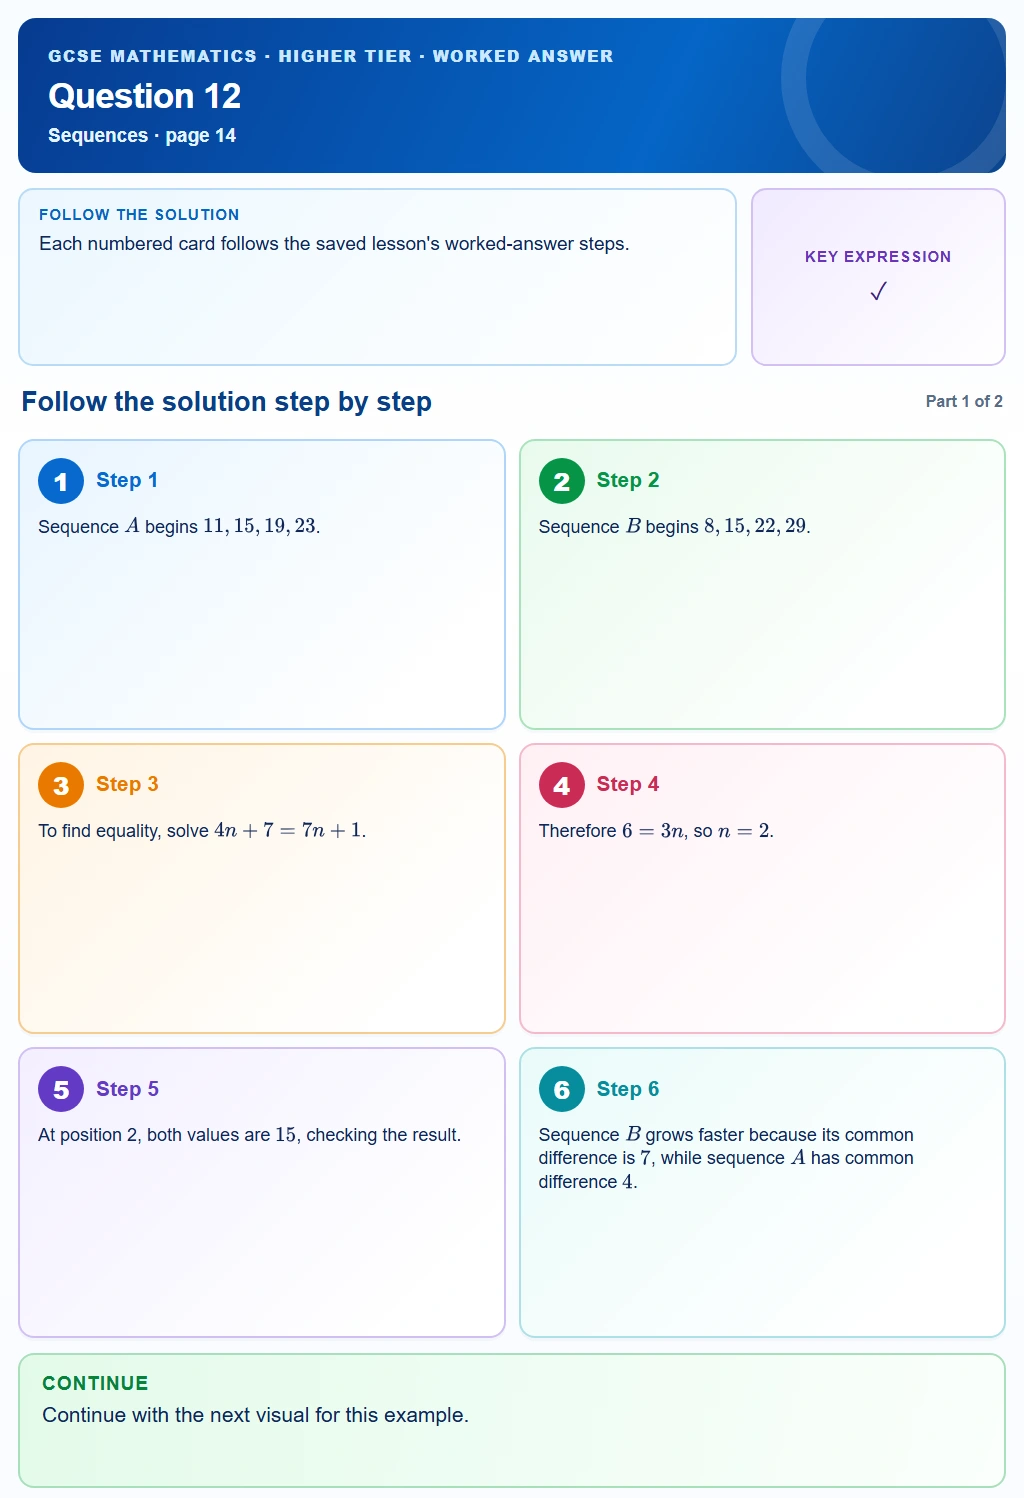 GCSE MATHEMATICS · HIGHER TIER · WORKED ANSWER
Question 12
Sequences · page 14
FOLLOW THE SOLUTION
Each numbered card follows the saved lesson's worked-answer steps.
KEY EXPRESSION
✓
Follow the solution step by step
Part 1 of 2
1 Step 1
Sequence A begins 11, 15, 19, 23.
2 Step 2
Sequence B begins 8, 15, 22, 29.
3 Step 3
To find equality, solve 4n + 7 = 7n + 1.
4 Step 4
Therefore 6 = 3n, so n = 2.
5 Step 5
At position 2, both values are 15, checking the result.
6 Step 6
Sequence B grows faster because its common
difference is 7, while sequence A has common
difference 4.
CONTINUE
Continue with the next visual for this example.